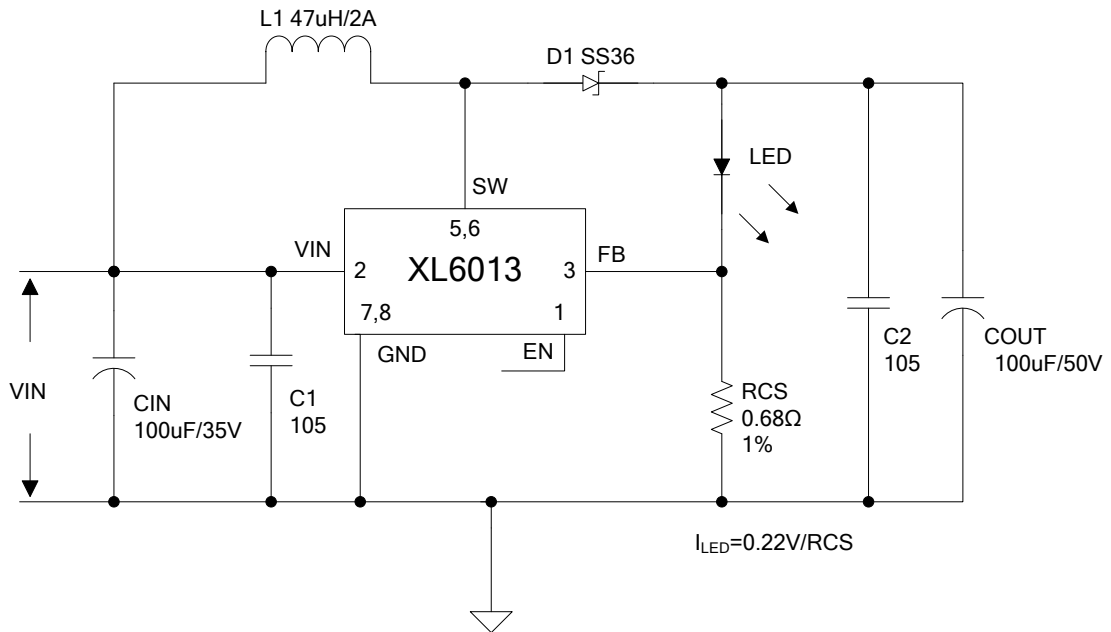 L1 47uH/2A
D1 SS36
LED
SW
5,6
VIN
FB
2
XL6013
3
7,8
1
GND
EN
VIN
CIN
100uF/35V
C1
105
RCS
0.68Ω
1%
C2
105
COUT
100uF/50V
I_LED=0.22V/RCS